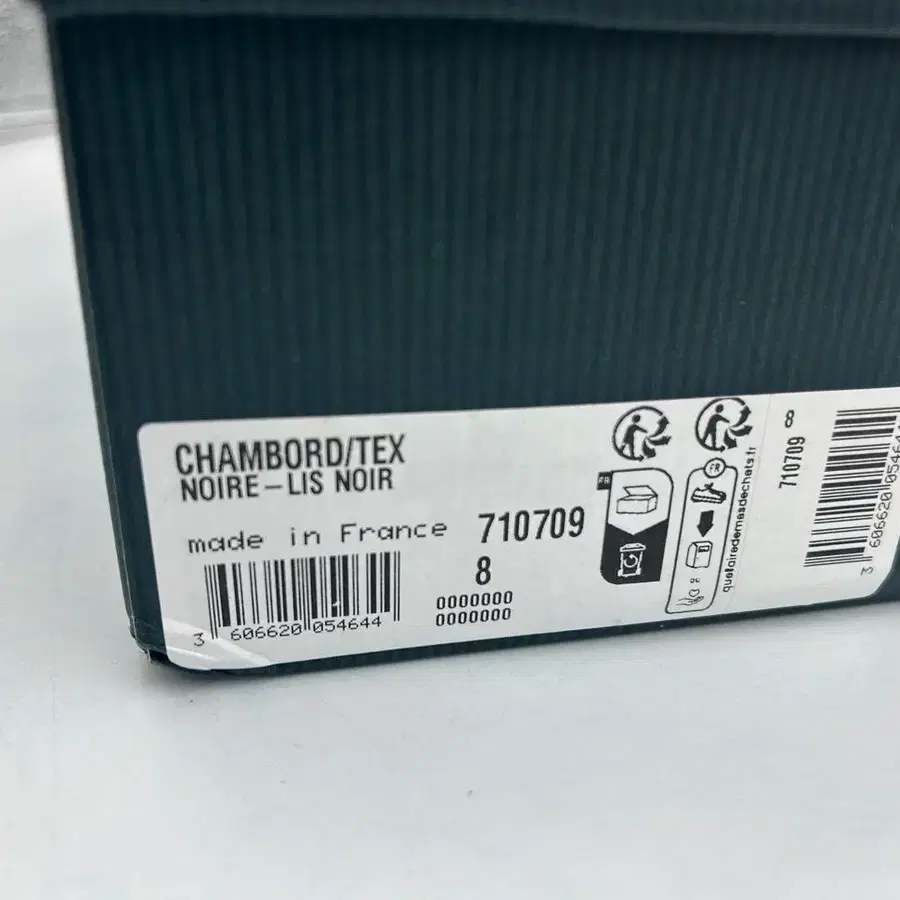 CHAMBORD/TEX
NOIRE–LIS NOIR
made in France
710709
8
0000000
0000000
3 606620 054644
FR
FR
quefairedemesdechets.fr
8
710709
3 606620 054644